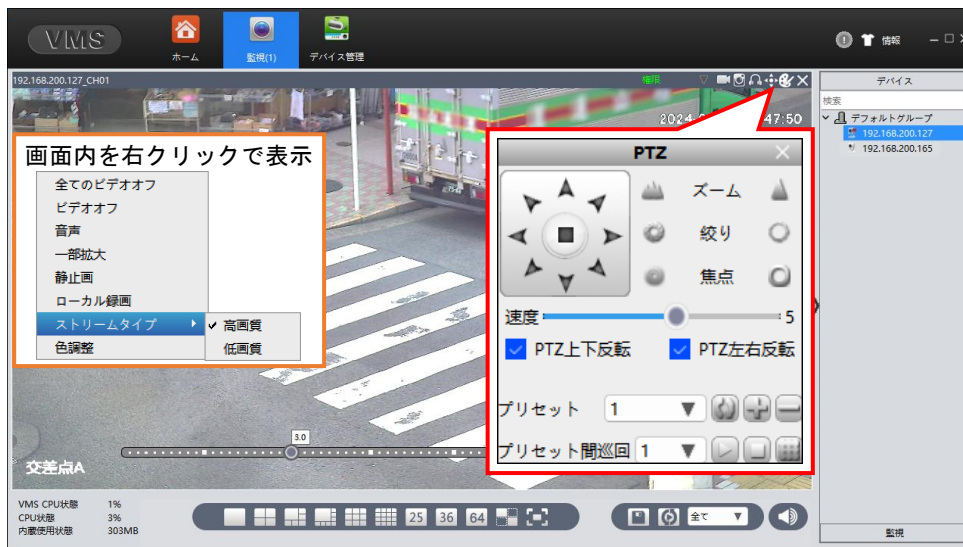 VMS
ホーム
監視(1)
デバイス管理
情報
192.168.200.127_CH01
権限
デバイス
検索
デフォルトグループ
192.168.200.127
192.168.200.165
2024
47:50
画面内を右クリックで表示
全てのビデオオフ
ビデオオフ
音声
一部拡大
静止画
ローカル録画
ストリームタイプ
高画質
低画質
色調整
PTZ
ズーム
絞り
焦点
速度
5
PTZ上下反転
PTZ左右反転
プリセット 1
プリセット間巡回 1
3.0
交差点A
VMS CPU状態 1%
CPU状態 3%
内蔵使用状態 303MB
25 36 64
全て
監視